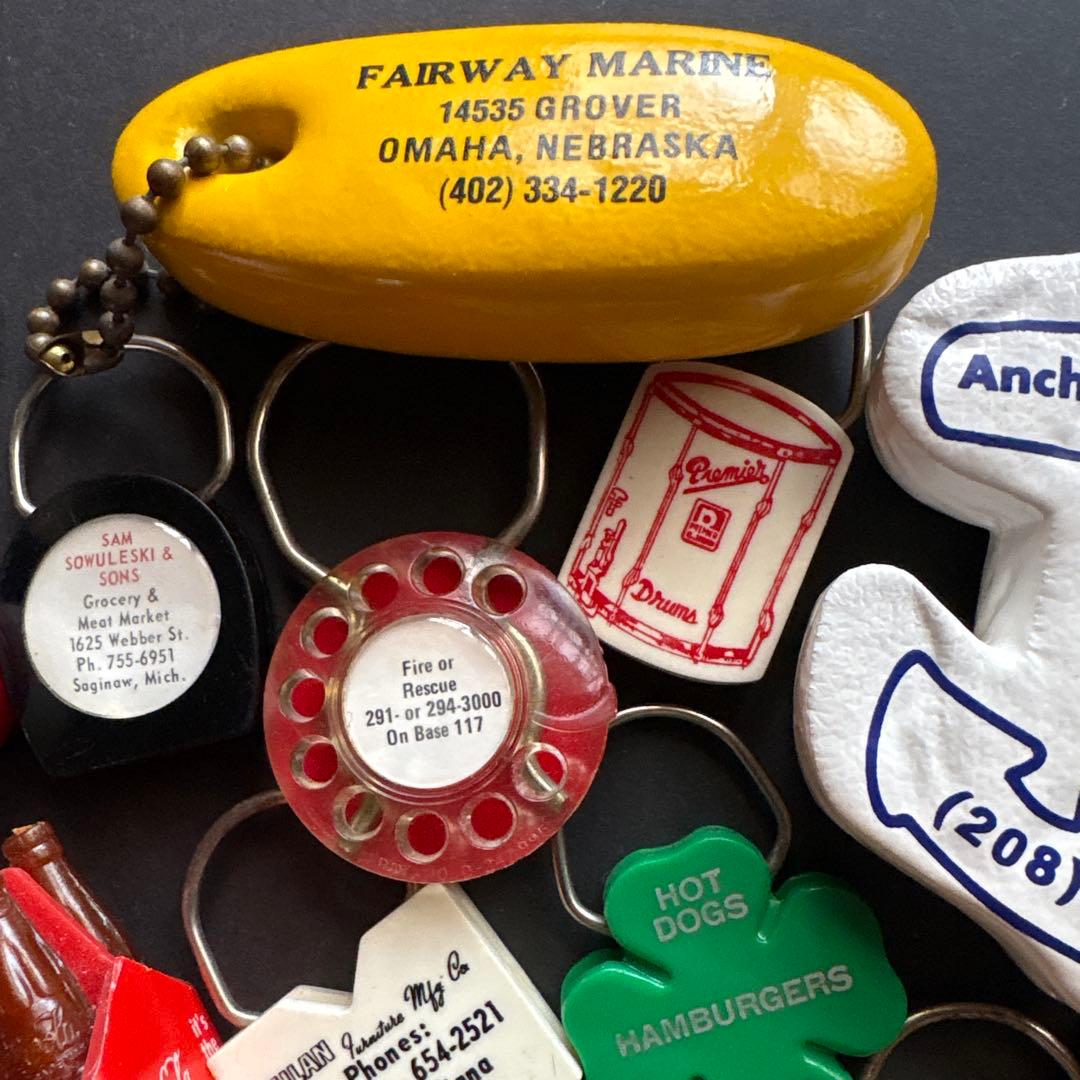 FAIRWAY MARINE
14535 GROVER
OMAHA, NEBRASKA
(402) 334-1220
Anch
(208)
Premier
Drums
SAM
SOWULESKI &
SONS
Grocery &
Meat Market
1625 Webber St.
Ph. 755-6951
Saginaw, Mich.
Fire or
Rescue
291- or 294-3000
On Base 117
HOT
DOGS
HAMBURGERS
Furniture Mfg Co
Phones:
654-2521
it's
the